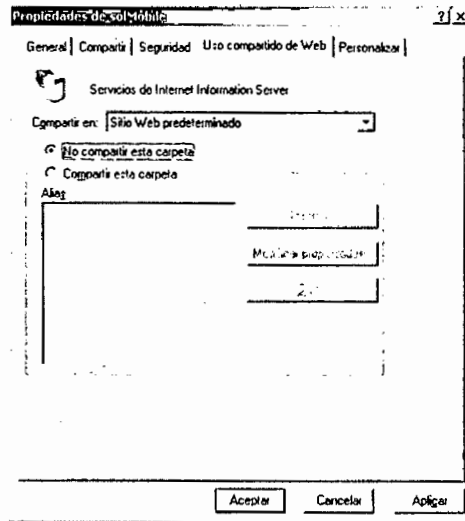 Propiedades de solMobile
General Compartir Seguridad Uso compartido de Web Personalizar
Servicios de Internet Information Server
Compartir en: Sitio Web predeterminado
No compartir esta carpeta
Compartir esta carpeta
Alias
Aceptar Cancelar Aplicar